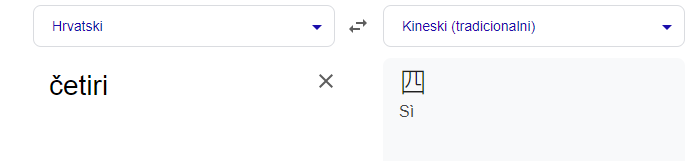 Hrvatski
Kineski (tradicionalni)
četiri
四
Sì